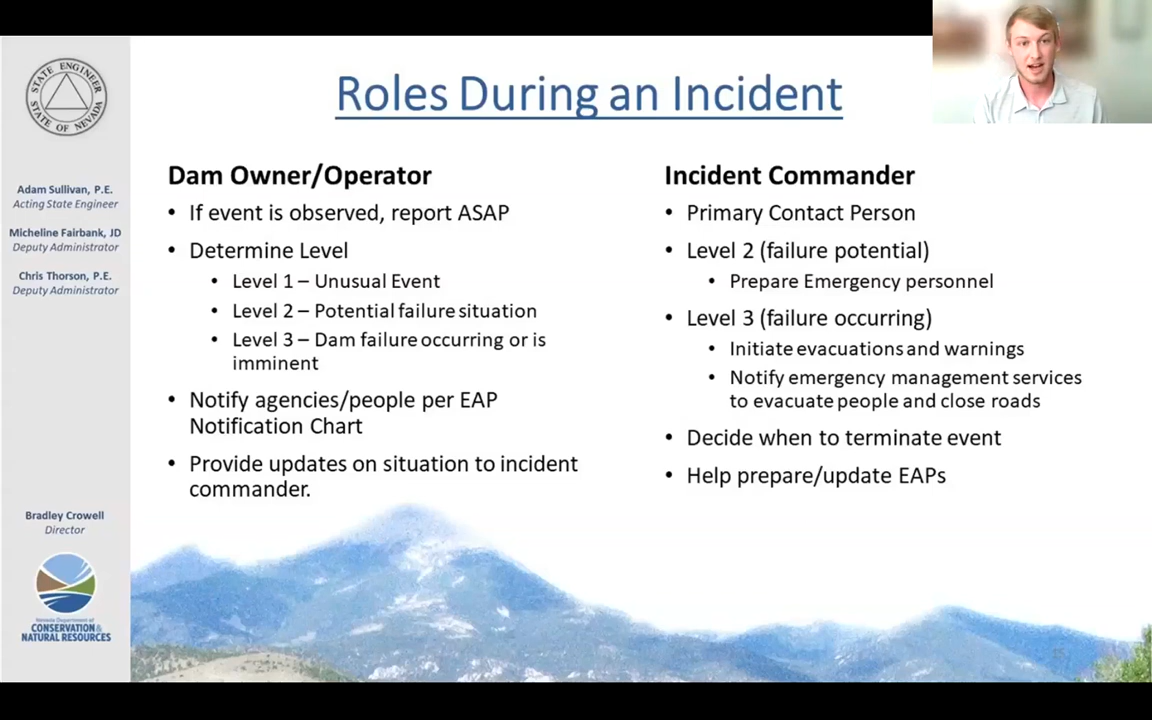 Roles During an Incident
STATE ENGINEER
STATE OF NEVADA
Adam Sullivan, P.E.
Acting State Engineer
Micheline Fairbank, JD
Deputy Administrator
Chris Thorson, P.E.
Deputy Administrator
Bradley Crowell
Director
Nevada Department of
CONSERVATION &
NATURAL RESOURCES
Dam Owner/Operator
• If event is observed, report ASAP
• Determine Level
• Level 1 – Unusual Event
• Level 2 – Potential failure situation
• Level 3 – Dam failure occurring or is
imminent
• Notify agencies/people per EAP
Notification Chart
• Provide updates on situation to incident
commander.
Incident Commander
• Primary Contact Person
• Level 2 (failure potential)
• Prepare Emergency personnel
• Level 3 (failure occurring)
• Initiate evacuations and warnings
• Notify emergency management services
to evacuate people and close roads
• Decide when to terminate event
• Help prepare/update EAPs